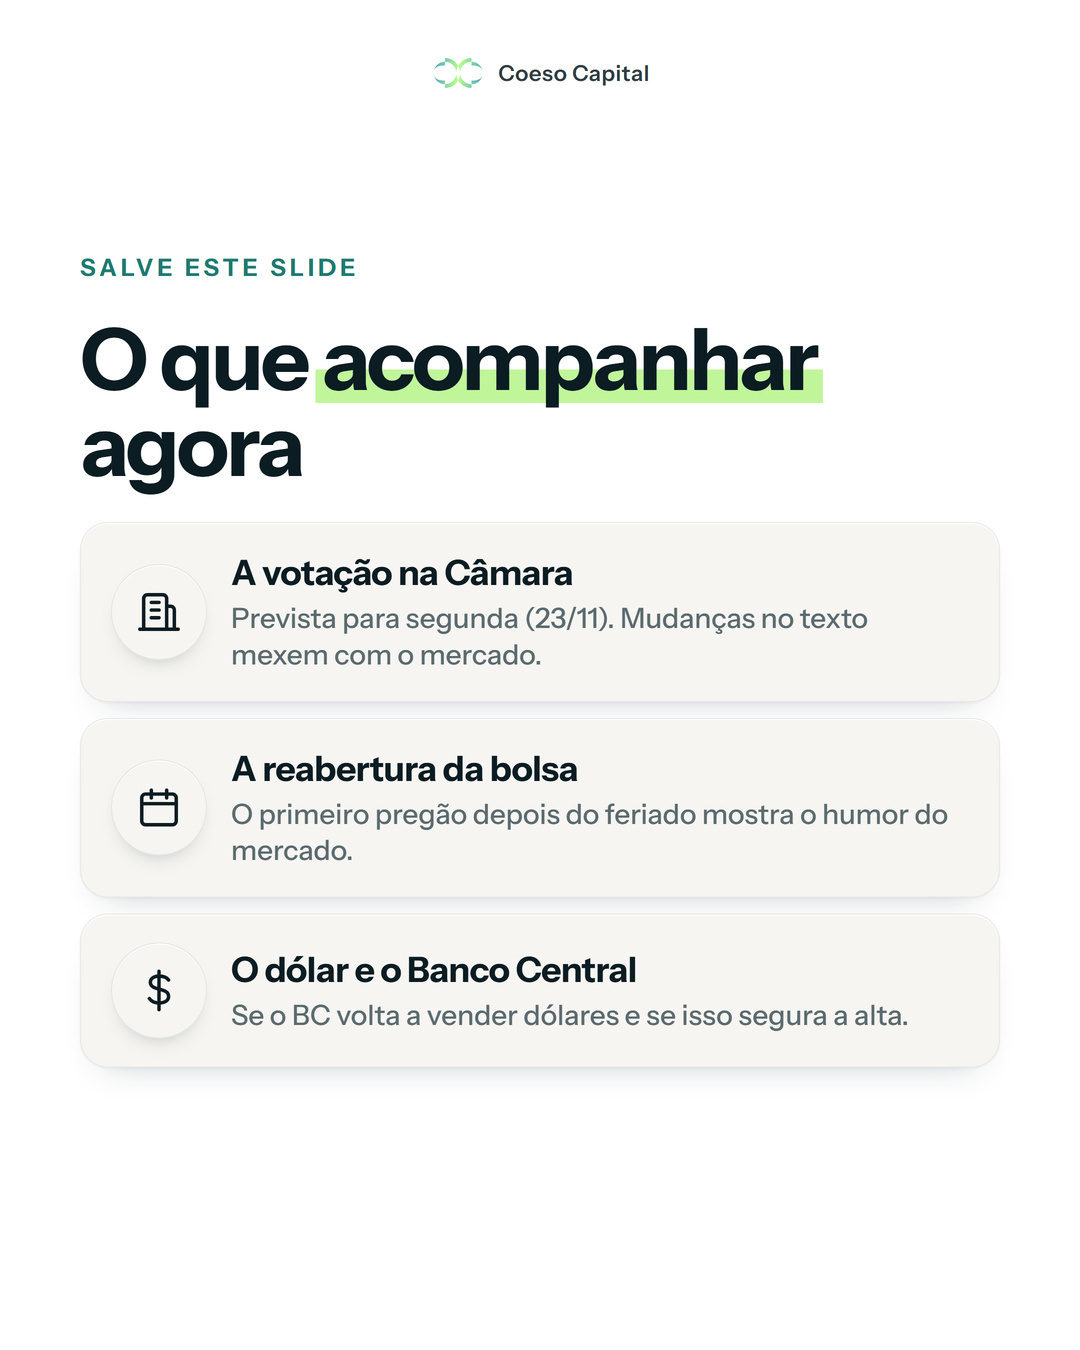 Coeso Capital
SALVE ESTE SLIDE
O que acompanhar
agora
A votação na Câmara
Prevista para segunda (23/11). Mudanças no texto
mexem com o mercado.
A reabertura da bolsa
O primeiro pregão depois do feriado mostra o humor do
mercado.
O dólar e o Banco Central
Se o BC volta a vender dólares e se isso segura a alta.